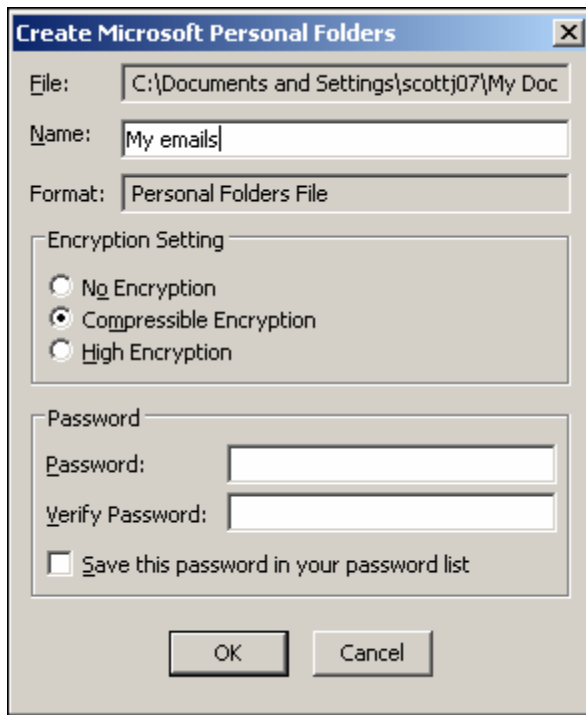 Create Microsoft Personal Folders
File: C:\Documents and Settings\scottj07\My Doc
Name: My emails
Format: Personal Folders File
Encryption Setting
No Encryption
Compressible Encryption
High Encryption
Password
Password:
Verify Password:
Save this password in your password list
OK Cancel